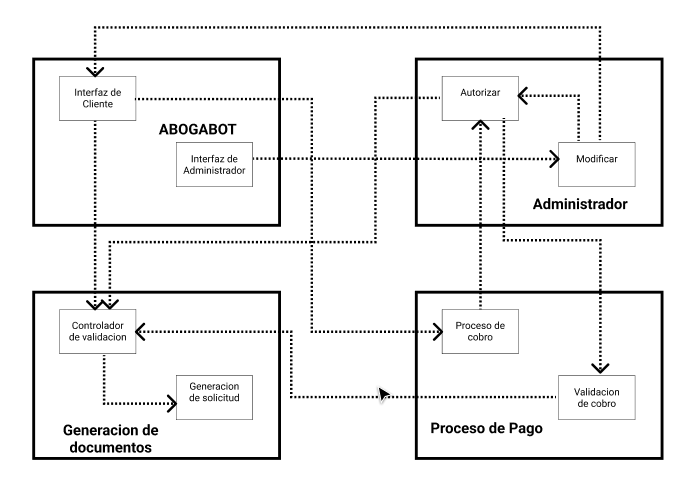 Interfaz de
Cliente
ABOGABOT
Interfaz de
Administrador
Autorizar
Modificar
Administrador
Controlador
de validacion
Generacion
de solicitud
Generacion de
documentos
Proceso de
cobro
Validacion
de cobro
Proceso de Pago